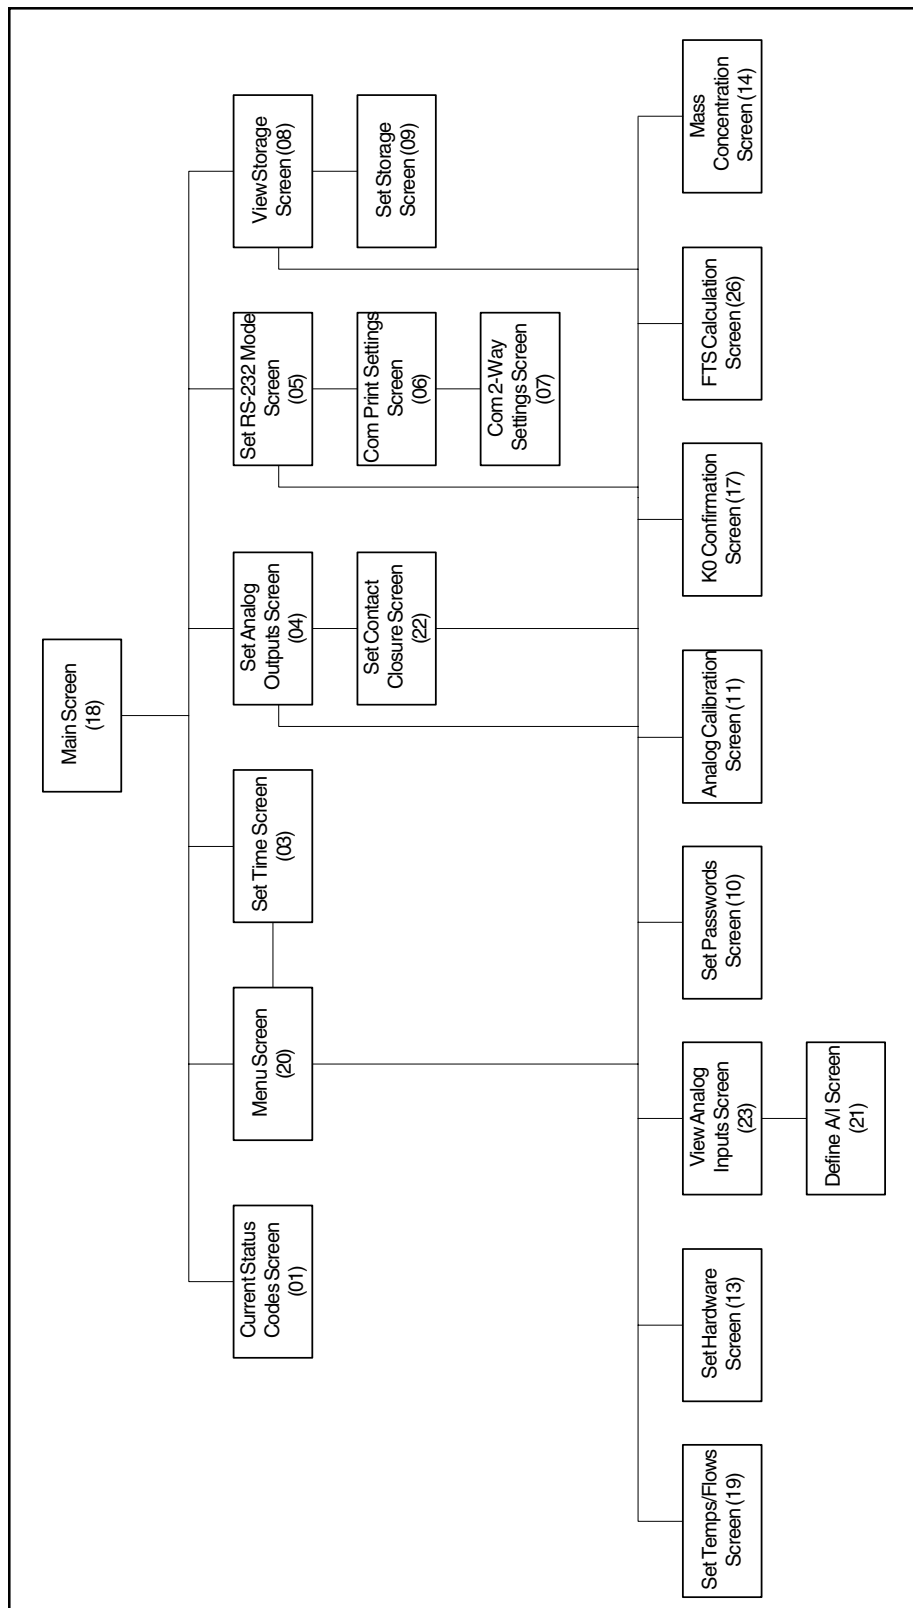 Main Screen
(18)
Current Status
Codes Screen
(01)
Menu Screen
(20)
Set Time Screen
(03)
Set Analog
Outputs Screen
(04)
Set RS-232 Mode
Screen
(05)
View Storage
Screen (08)
Set Contact
Closure Screen
(22)
Com Print Settings
Screen
(06)
Set Storage
Screen (09)
Com 2-Way
Settings Screen
(07)
Set Temps/Flows
Screen (19)
Set Hardware
Screen (13)
View Analog
Inputs Screen
(23)
Set Passwords
Screen (10)
Analog Calibration
Screen (11)
K0 Confirmation
Screen (17)
FTS Calculation
Screen (26)
Mass
Concentration
Screen (14)
Define A/I Screen
(21)